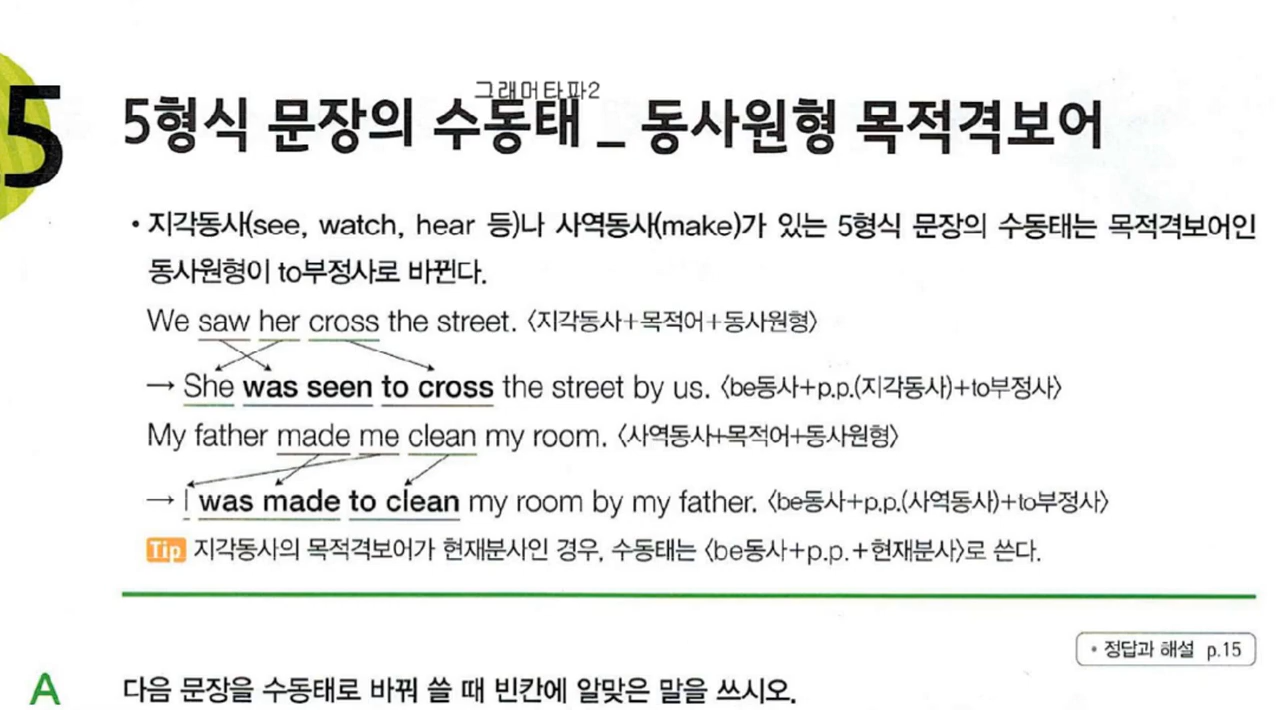 그래머타파2
5 5형식 문장의 수동태 _ 동사원형 목적격보어
• 지각동사(see, watch, hear 등)나 사역동사(make)가 있는 5형식 문장의 수동태는 목적격보어인
동사원형이 to부정사로 바뀐다.
We saw her cross the street. 〈지각동사+목적어+동사원형〉
→ She was seen to cross the street by us. 〈be동사+p.p.(지각동사)+to부정사〉
My father made me clean my room. 〈사역동사+목적어+동사원형〉
→ I was made to clean my room by my father. 〈be동사+p.p.(사역동사)+to부정사〉
Tip 지각동사의 목적격보어가 현재분사인 경우, 수동태는 〈be동사+p.p.+현재분사〉로 쓴다.
• 정답과 해설 p.15
A 다음 문장을 수동태로 바꿔 쓸 때 빈칸에 알맞은 말을 쓰시오.